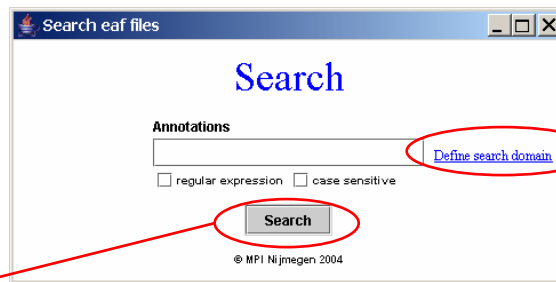 Search eaf files
Search
Annotations
Define search domain
regular expression case sensitive
Search
© MPI Nijmegen 2004